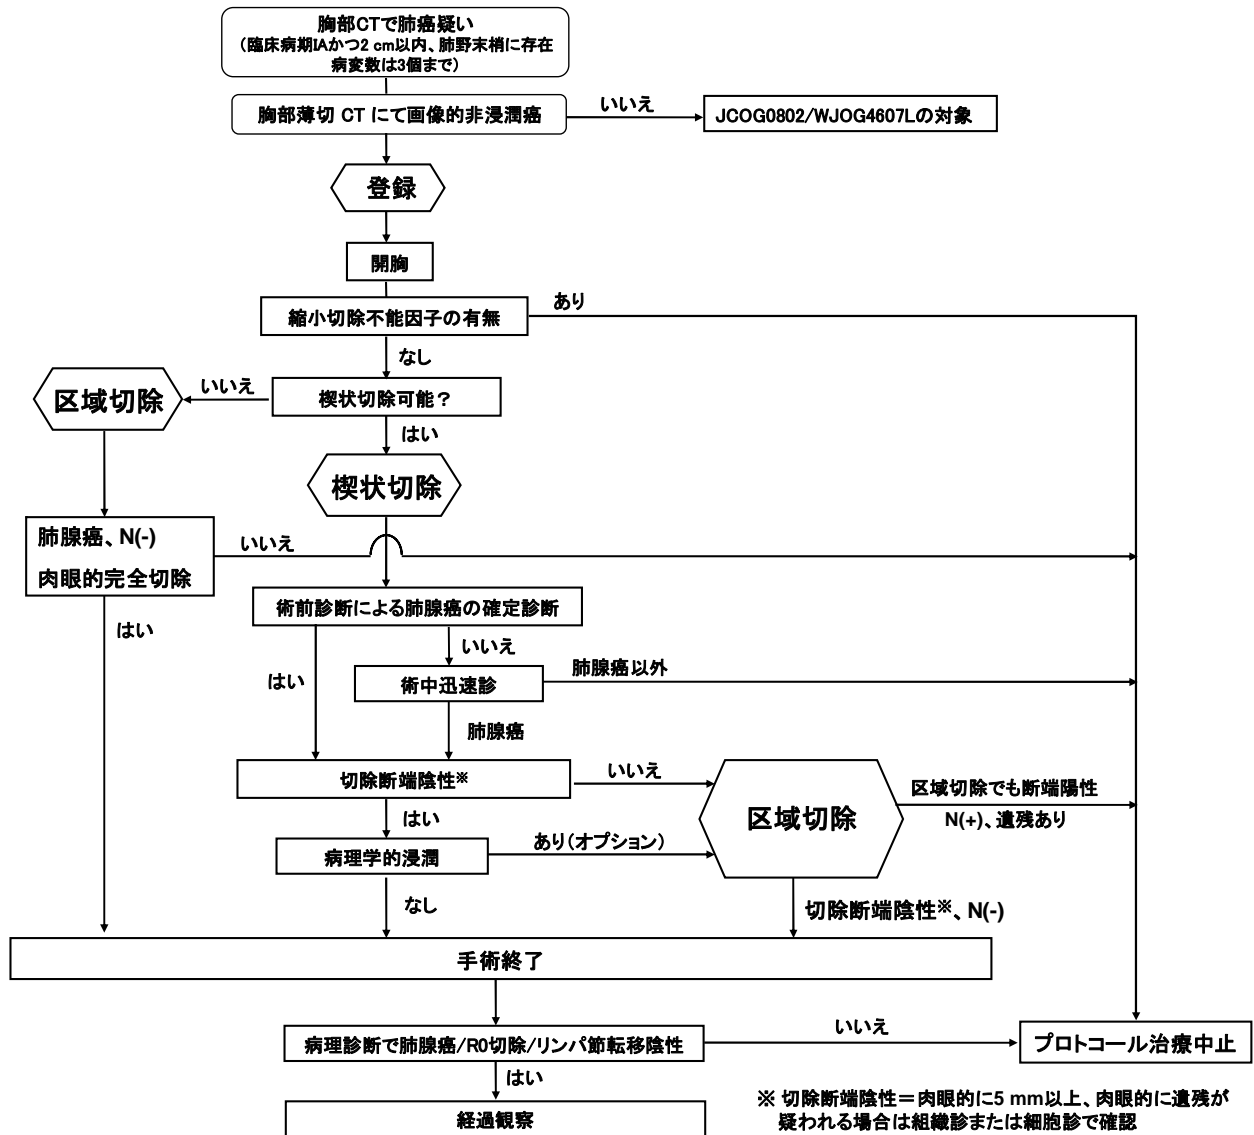 胸部CTで肺癌疑い
（臨床病期IAかつ2 cm以内、肺野末梢に存在
病変数は3個まで）
胸部薄切 CT にて画像的非浸潤癌
いいえ
JCOG0802/WJOG4607Lの対象
登録
開胸
縮小切除不能因子の有無
あり
なし
区域切除
いいえ
楔状切除可能？
はい
楔状切除
肺腺癌、N(-)
肉眼的完全切除
いいえ
はい
術前診断による肺腺癌の確定診断
はい
いいえ
術中迅速診
肺腺癌以外
肺腺癌
切除断端陰性※
いいえ
区域切除
区域切除でも断端陽性
N(+)、遺残あり
はい
病理学的浸潤
あり（オプション）
なし
切除断端陰性※、N(-)
手術終了
病理診断で肺腺癌/R0切除/リンパ節転移陰性
いいえ
プロトコール治療中止
はい
経過観察
※ 切除断端陰性＝肉眼的に5 mm以上、肉眼的に遺残が
疑われる場合は組織診または細胞診で確認